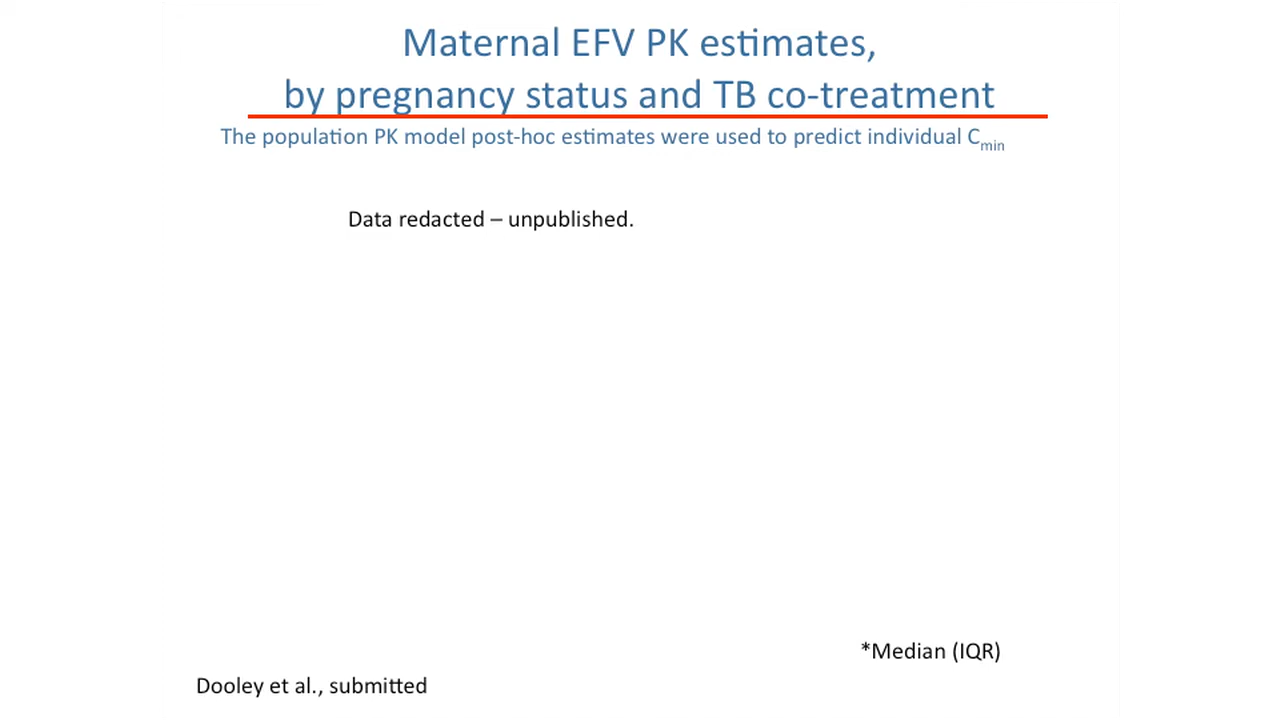 Maternal EFV PK estimates,
by pregnancy status and TB co-treatment
The population PK model post-hoc estimates were used to predict individual Cmin
Data redacted – unpublished.
*Median (IQR)
Dooley et al., submitted